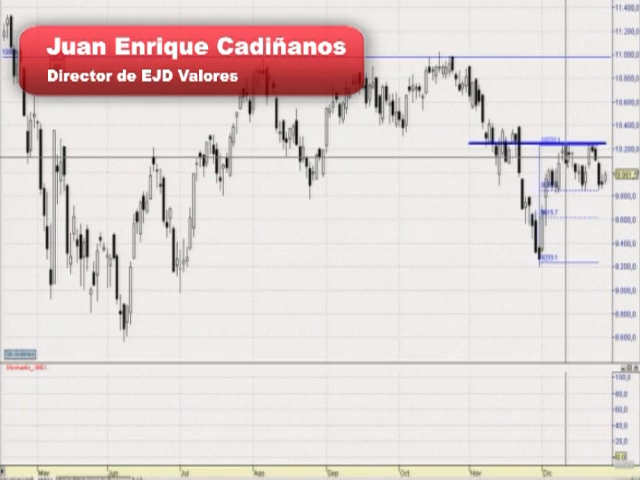 Juan Enrique Cadiñanos
Director de EJD Valores
11.400,0
11.200,0
11.000,0
10.800,0
10.600,0
10.400,0
10.200,0
10.000,0
9.800,0
9.600,0
9.400,0
9.200,0
9.000,0
8.800,0
8.600,0
100,0
80,0
60,0
40,0
20,0
May
Jun
Jul
Ago
Sep
Oct
Nov
Dic